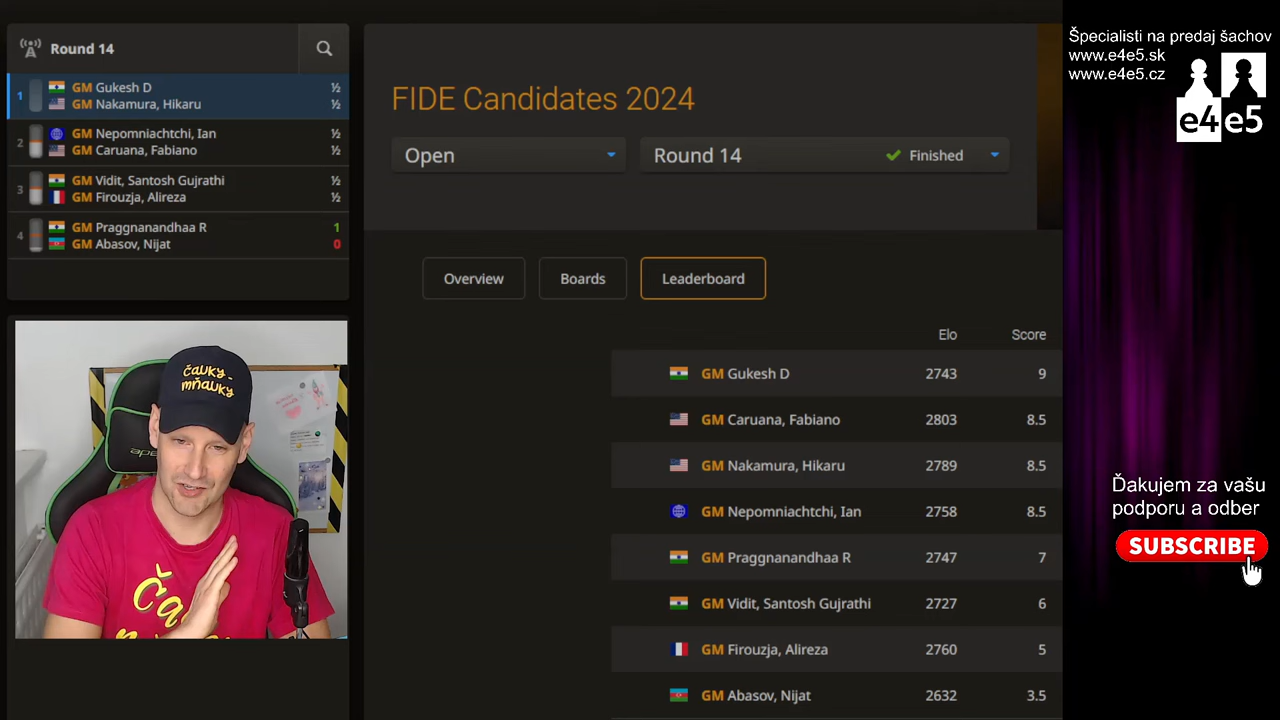 Round 14
1
GM Gukesh D ½
GM Nakamura, Hikaru ½
2
GM Nepomniachtchi, Ian ½
GM Caruana, Fabiano ½
3
GM Vidit, Santosh Gujrathi ½
GM Firouzja, Alireza ½
4
GM Praggnanandhaa R 1
GM Abasov, Nijat 0
FIDE Candidates 2024
Open
Round 14 Finished
Overview Boards Leaderboard
Elo Score
GM Gukesh D 2743 9
GM Caruana, Fabiano 2803 8.5
GM Nakamura, Hikaru 2789 8.5
GM Nepomniachtchi, Ian 2758 8.5
GM Praggnanandhaa R 2747 7
GM Vidit, Santosh Gujrathi 2727 6
GM Firouzja, Alireza 2760 5
GM Abasov, Nijat 2632 3.5
čauky-
mňauky
Ča
Špecialisti na predaj šachov
www.e4e5.sk
www.e4e5.cz
e4e5
Ďakujem za vašu
podporu a odber
SUBSCRIBE